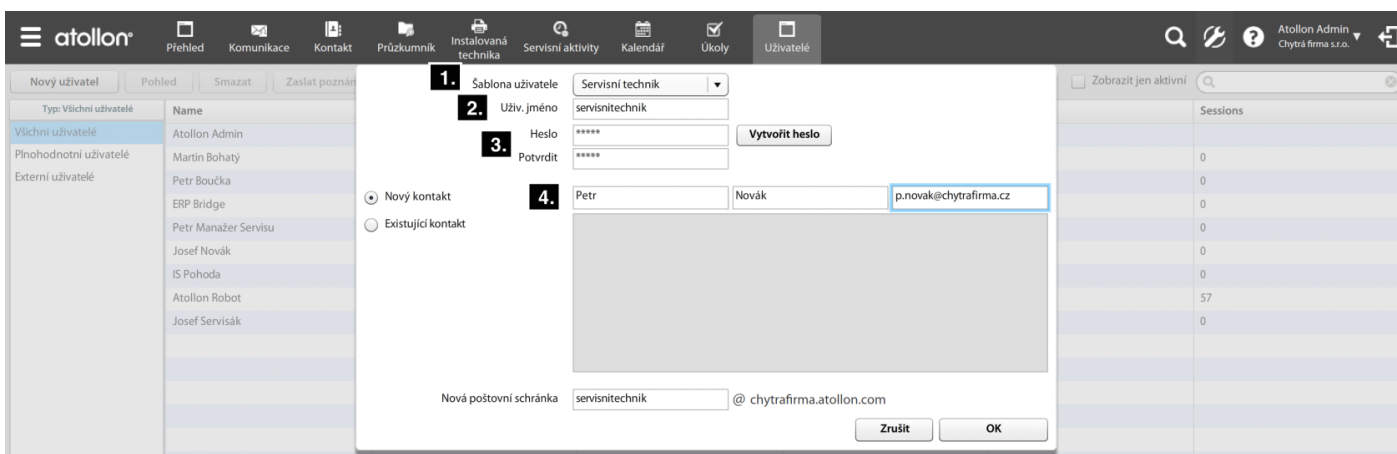 atollon
Přehled
Komunikace
Kontakt
Průzkumník
Instalovaná
technika
Servisní aktivity
Kalendář
Úkoly
Uživatelé
?
Atollon Admin
Chytrá firma s.r.o.
Nový uživatel
Pohled
Smazat
Zaslat poznám
Zobrazit jen aktivní
Typ: Všichni uživatelé
Všichni uživatelé
Plnohodnotní uživatelé
Externí uživatelé
Name
Sessions
Atollon Admin
Martin Bohatý
0
Petr Boučka
0
ERP Bridge
0
Petr Manažer Servisu
0
Josef Novák
0
IS Pohoda
0
Atollon Robot
57
Josef Servisák
0
1. Šablona uživatele Servisní technik
2. Uživ. jméno servisnitechnik
3.
Heslo ***** Vytvořit heslo
Potvrdit *****
Nový kontakt 4. Petr Novák p.novak@chytrafirma.cz
Existující kontakt
Nová poštovní schránka servisnitechnik @ chytrafirma.atollon.com
Zrušit OK